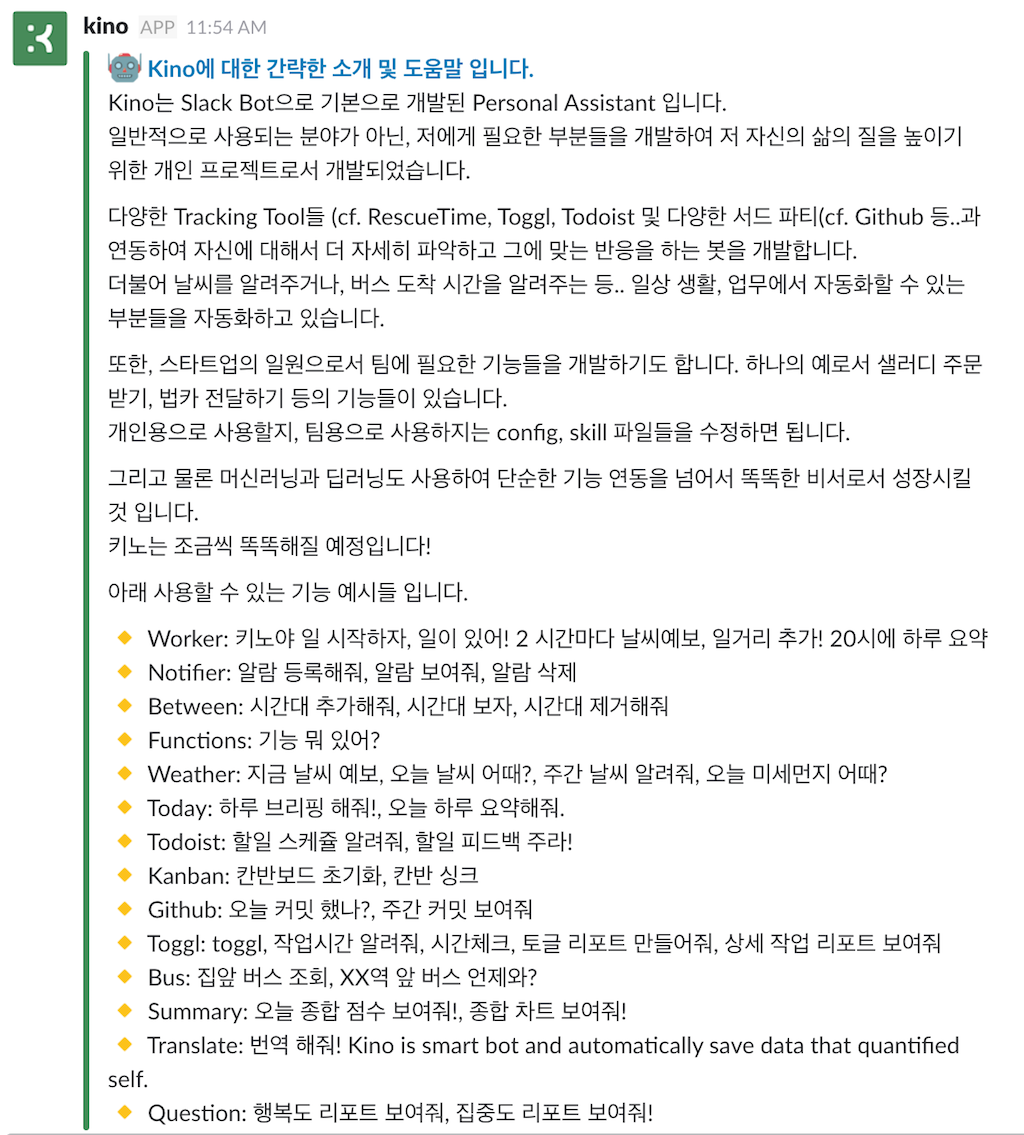 kino APP 11:54 AM
Kino에 대한 간략한 소개 및 도움말 입니다.
Kino는 Slack Bot으로 기본으로 개발된 Personal Assistant 입니다.
일반적으로 사용되는 분야가 아닌, 저에게 필요한 부분들을 개발하여 저 자신의 삶의 질을 높이기
위한 개인 프로젝트로서 개발되었습니다.
다양한 Tracking Tool들 (cf. RescueTime, Toggl, Todoist 및 다양한 서드 파티(cf. Github 등..과
연동하여 자신에 대해서 더 자세히 파악하고 그에 맞는 반응을 하는 봇을 개발합니다.
더불어 날씨를 알려주거나, 버스 도착 시간을 알려주는 등.. 일상 생활, 업무에서 자동화할 수 있는
부분들을 자동화하고 있습니다.
또한, 스타트업의 일원으로서 팀에 필요한 기능들을 개발하기도 합니다. 하나의 예로서 샐러디 주문
받기, 법카 전달하기 등의 기능들이 있습니다.
개인용으로 사용할지, 팀용으로 사용하지는 config, skill 파일들을 수정하면 됩니다.
그리고 물론 머신러닝과 딥러닝도 사용하여 단순한 기능 연동을 넘어서 똑똑한 비서로서 성장시킬
것 입니다.
키노는 조금씩 똑똑해질 예정입니다!
아래 사용할 수 있는 기능 예시들 입니다.
🔸 Worker: 키노야 일 시작하자, 일이 있어! 2 시간마다 날씨예보, 일거리 추가! 20시에 하루 요약
🔸 Notifier: 알람 등록해줘, 알람 보여줘, 알람 삭제
🔸 Between: 시간대 추가해줘, 시간대 보자, 시간대 제거해줘
🔸 Functions: 기능 뭐 있어?
🔸 Weather: 지금 날씨 예보, 오늘 날씨 어때?, 주간 날씨 알려줘, 오늘 미세먼지 어때?
🔸 Today: 하루 브리핑 해줘!, 오늘 하루 요약해줘.
🔸 Todoist: 할일 스케쥴 알려줘, 할일 피드백 주라!
🔸 Kanban: 칸반보드 초기화, 칸반 싱크
🔸 Github: 오늘 커밋 했나?, 주간 커밋 보여줘
🔸 Toggl: toggl, 작업시간 알려줘, 시간체크, 토글 리포트 만들어줘, 상세 작업 리포트 보여줘
🔸 Bus: 집앞 버스 조회, XX역 앞 버스 언제와?
🔸 Summary: 오늘 종합 점수 보여줘!, 종합 차트 보여줘!
🔸 Translate: 번역 해줘! Kino is smart bot and automatically save data that quantified
self.
🔸 Question: 행복도 리포트 보여줘, 집중도 리포트 보여줘!